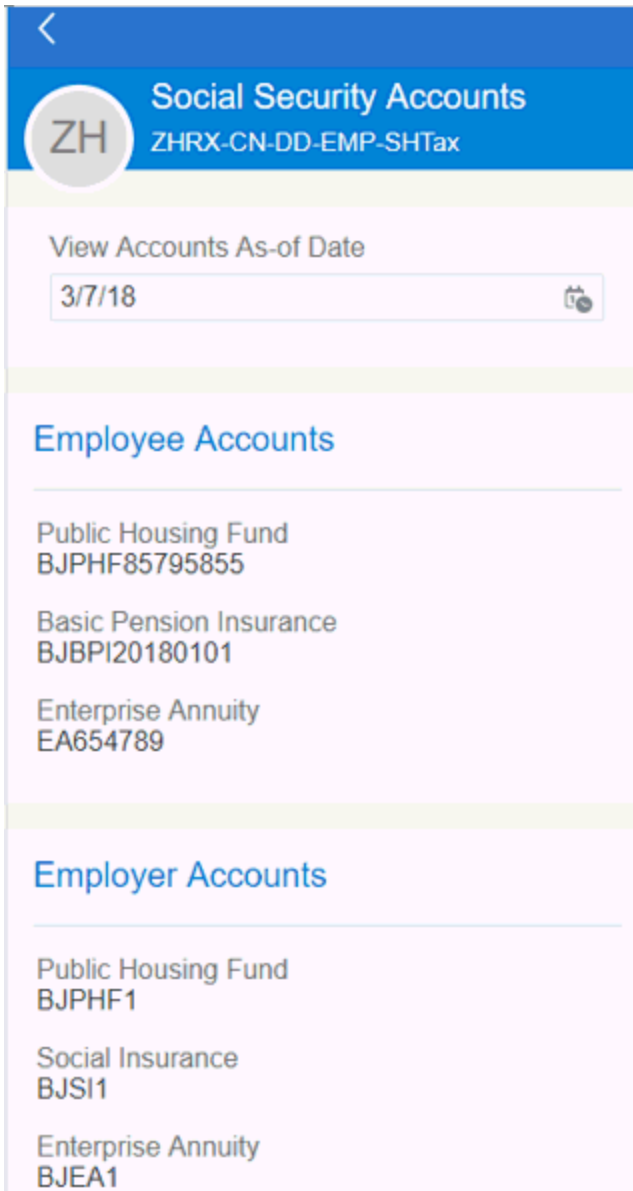 Social Security Accounts
ZH
ZHRX-CN-DD-EMP-SHTax
View Accounts As-of Date
3/7/18
Employee Accounts
Public Housing Fund
BJPHF85795855
Basic Pension Insurance
BJBPI20180101
Enterprise Annuity
EA654789
Employer Accounts
Public Housing Fund
BJPHF1
Social Insurance
BJSI1
Enterprise Annuity
BJEA1